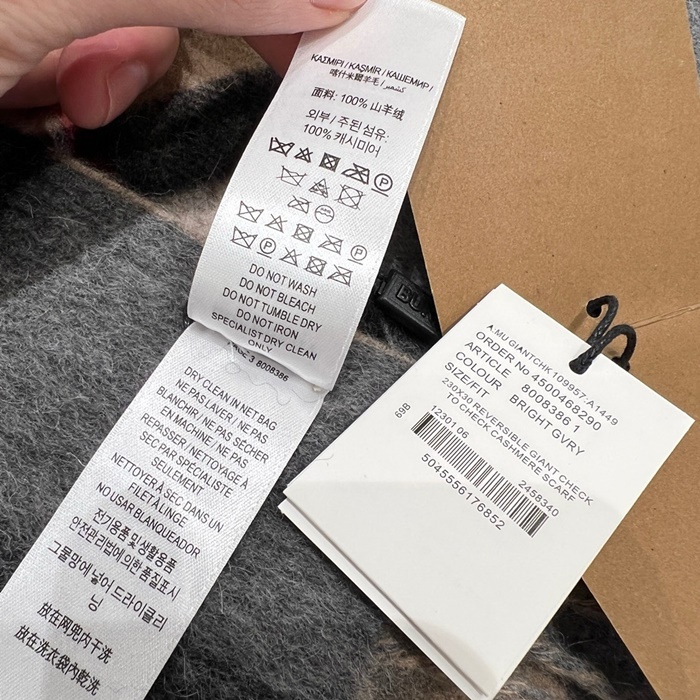 ΚΑΣΜΙΡΙ / KAŞMİR / КАШЕМИР /
喀什米爾羊毛 / كشمير
面料: 100% 山羊绒
외부 / 주된 섬유:
100% 캐시미어
P
P
P
DO NOT WASH
DO NOT BLEACH
DO NOT TUMBLE DRY
DO NOT IRON
SPECIALIST DRY CLEAN
ONLY
3 8008386
DRY CLEAN IN NET BAG
NE PAS LAVER / NE PAS
BLANCHIR / NE PAS SÉCHER
EN MACHINE / NE PAS
REPASSER / NETTOYAGE À
SEC PAR SPÉCIALISTE
SEULEMENT
NETTOYER À SEC DANS UN
FILET À LINGE
NO USAR BLANQUEADOR
전기용품 및 생활용품
안전관리법에 의한 품질표시
그물망에 넣어 드라이클리
닝
放在网兜内干洗
放在洗衣袋內乾洗
BUR
A:MU GIANTCHK 109957:A1449
ORDER No 4500468290
ARTICLE 8008386 1
COLOUR BRIGHT GVRY
SIZE/FIT
230X30 REVERSIBLE GIANT CHECK
TO CHECK CASHMERE SCARF
69B
1230106
2458340
5045556176852